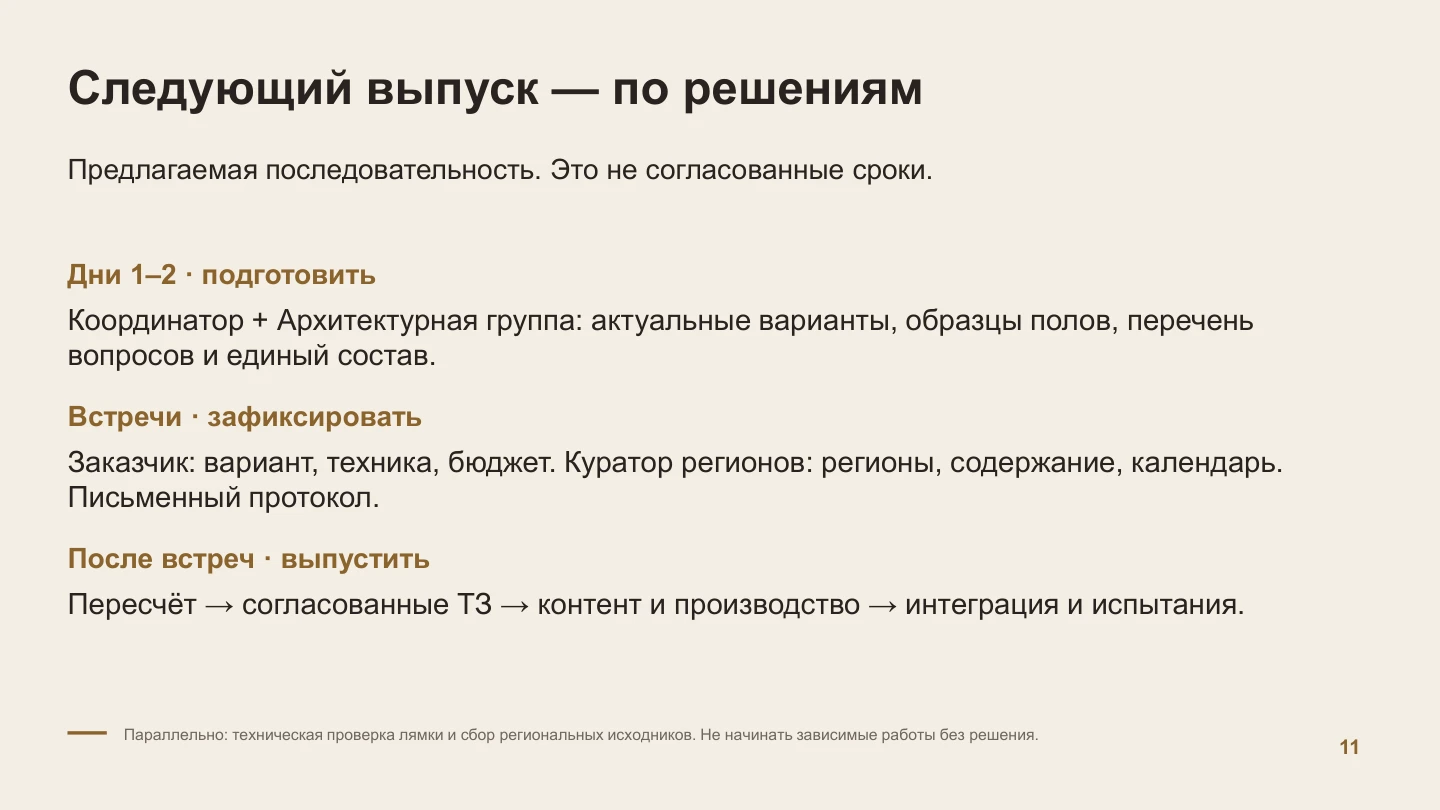 Следующий выпуск — по решениям
Предлагаемая последовательность. Это не согласованные сроки.
Дни 1–2 · подготовить
Координатор + Архитектурная группа: актуальные варианты, образцы полов, перечень
вопросов и единый состав.
Встречи · зафиксировать
Заказчик: вариант, техника, бюджет. Куратор регионов: регионы, содержание, календарь.
Письменный протокол.
После встреч · выпустить
Пересчёт → согласованные ТЗ → контент и производство → интеграция и испытания.
Параллельно: техническая проверка лямки и сбор региональных исходников. Не начинать зависимые работы без решения.
11